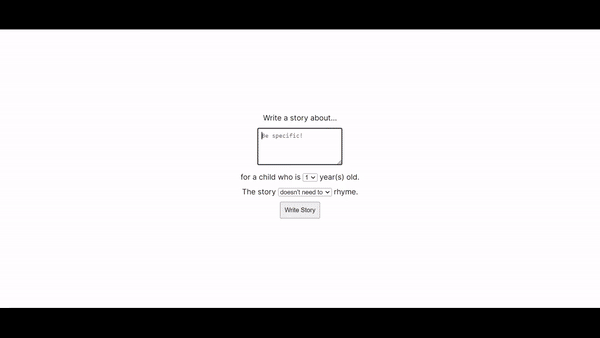 Write a story about...
Be specific!
for a child who is 1 year(s) old.
The story doesn't need to rhyme.
Write Story